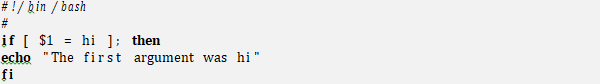 #!/bin/bash
#
if [ $1 = hi ]; then
echo "The first argument was hi"
fi